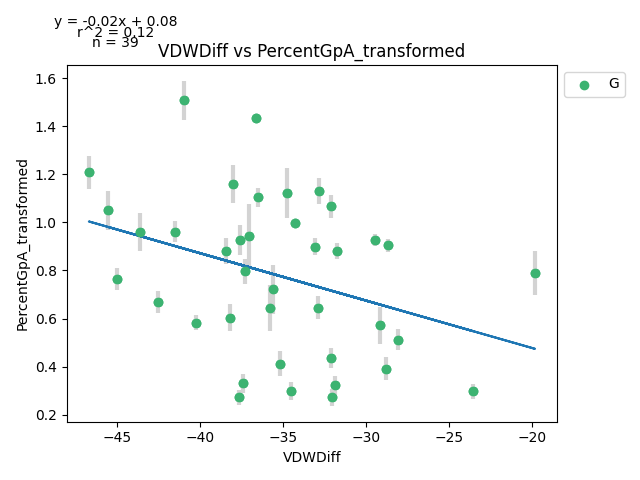 y = -0.02x + 0.08
r^2 = 0.12
n = 39
VDWDiff vs PercentGpA_transformed
G
PercentGpA_transformed
1.6
1.4
1.2
1.0
0.8
0.6
0.4
0.2
−45 −40 −35 −30 −25 −20
VDWDiff